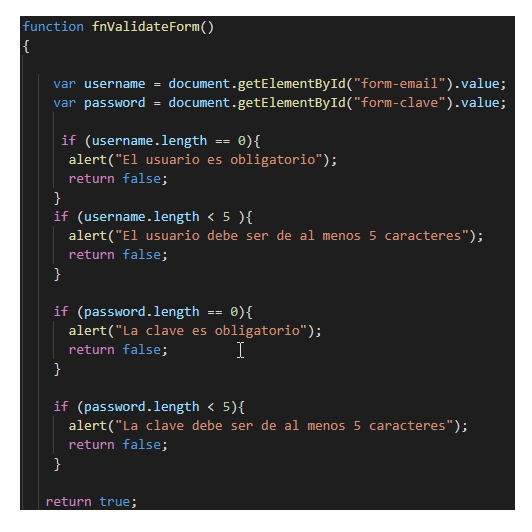 function fnValidateForm()
{
var username = document.getElementById("form-email").value;
var password = document.getElementById("form-clave").value;
if (username.length == 0){
alert("El usuario es obligatorio");
return false;
}
if (username.length < 5 ){
alert("El usuario debe ser de al menos 5 caracteres");
return false;
}
if (password.length == 0){
alert("La clave es obligatorio");
return false;
}
if (password.length < 5){
alert("La clave debe ser de al menos 5 caracteres");
return false;
}
return true;